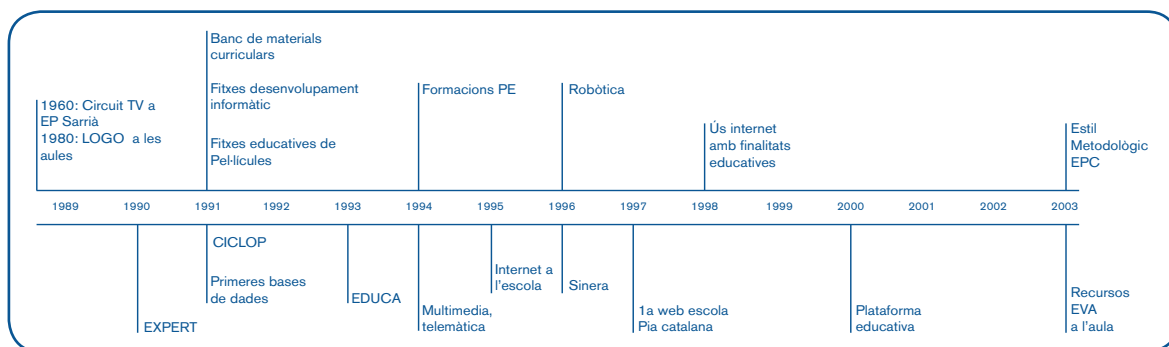 Banc de materials
curriculars
Fitxes desenvolupament
informàtic
Fitxes educatives de
Pel·lícules
1960: Circuit TV a
EP Sarrià
1980: LOGO a les
aules
Formacions PE
Robòtica
Ús internet
amb finalitats
educatives
Estil
Metodològic
EPC
1989 1990 1991 1992 1993 1994 1995 1996 1997 1998 1999 2000 2001 2002 2003
CICLOP
Primeres bases
de dades
EXPERT
EDUCA
Multimedia,
telemàtica
Internet a
l'escola
Sinera
1a web escola
Pia catalana
Plataforma
educativa
Recursos
EVA
a l'aula